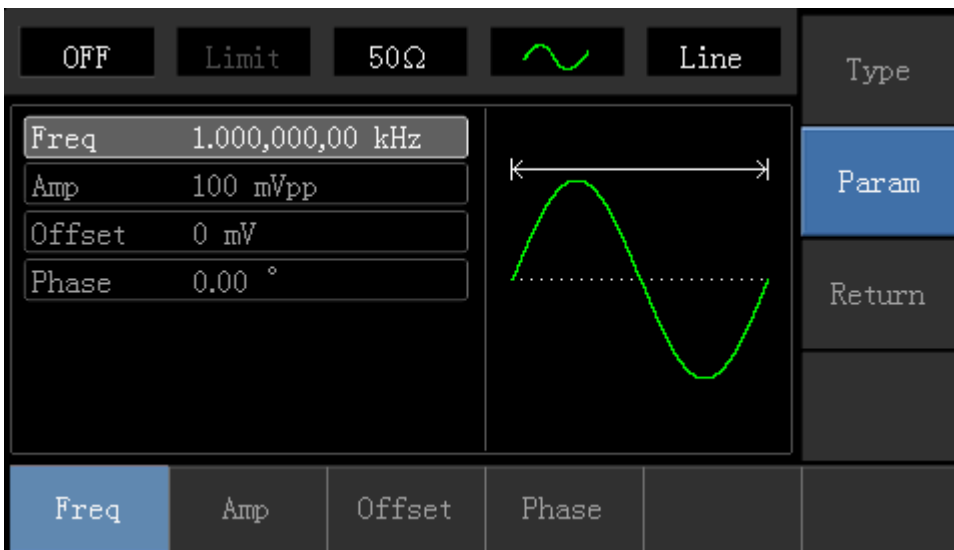 OFF Limit 50Ω Line
Type
Freq 1.000,000,00 kHz
Amp 100 mVpp
Offset 0 mV
Phase 0.00 °
Param
Return
Freq Amp Offset Phase